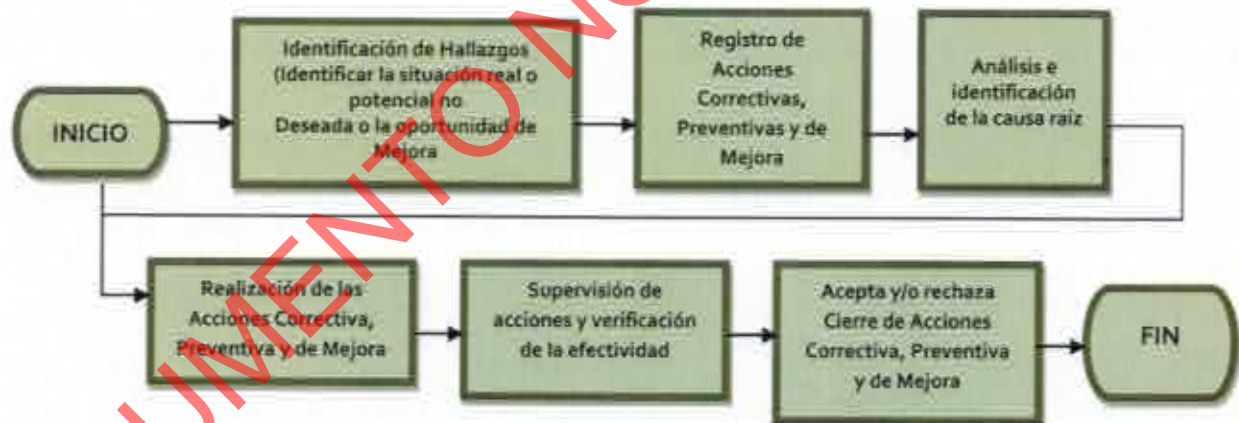 INICIO
Identificación de Hallazgos
(Identificar la situación real o
potencial no
Deseada o la oportunidad de
Mejora
Registro de
Acciones
Correctivas,
Preventivas y de
Mejora
Análisis e
identificación
de la causa raíz
Realización de las
Acciones Correctiva,
Preventiva y de Mejora
Supervisión de
acciones y verificación
de la efectividad
Acepta y/o rechaza
Cierre de Acciones
Correctiva, Preventiva
y de Mejora
FIN
UMENTO NO